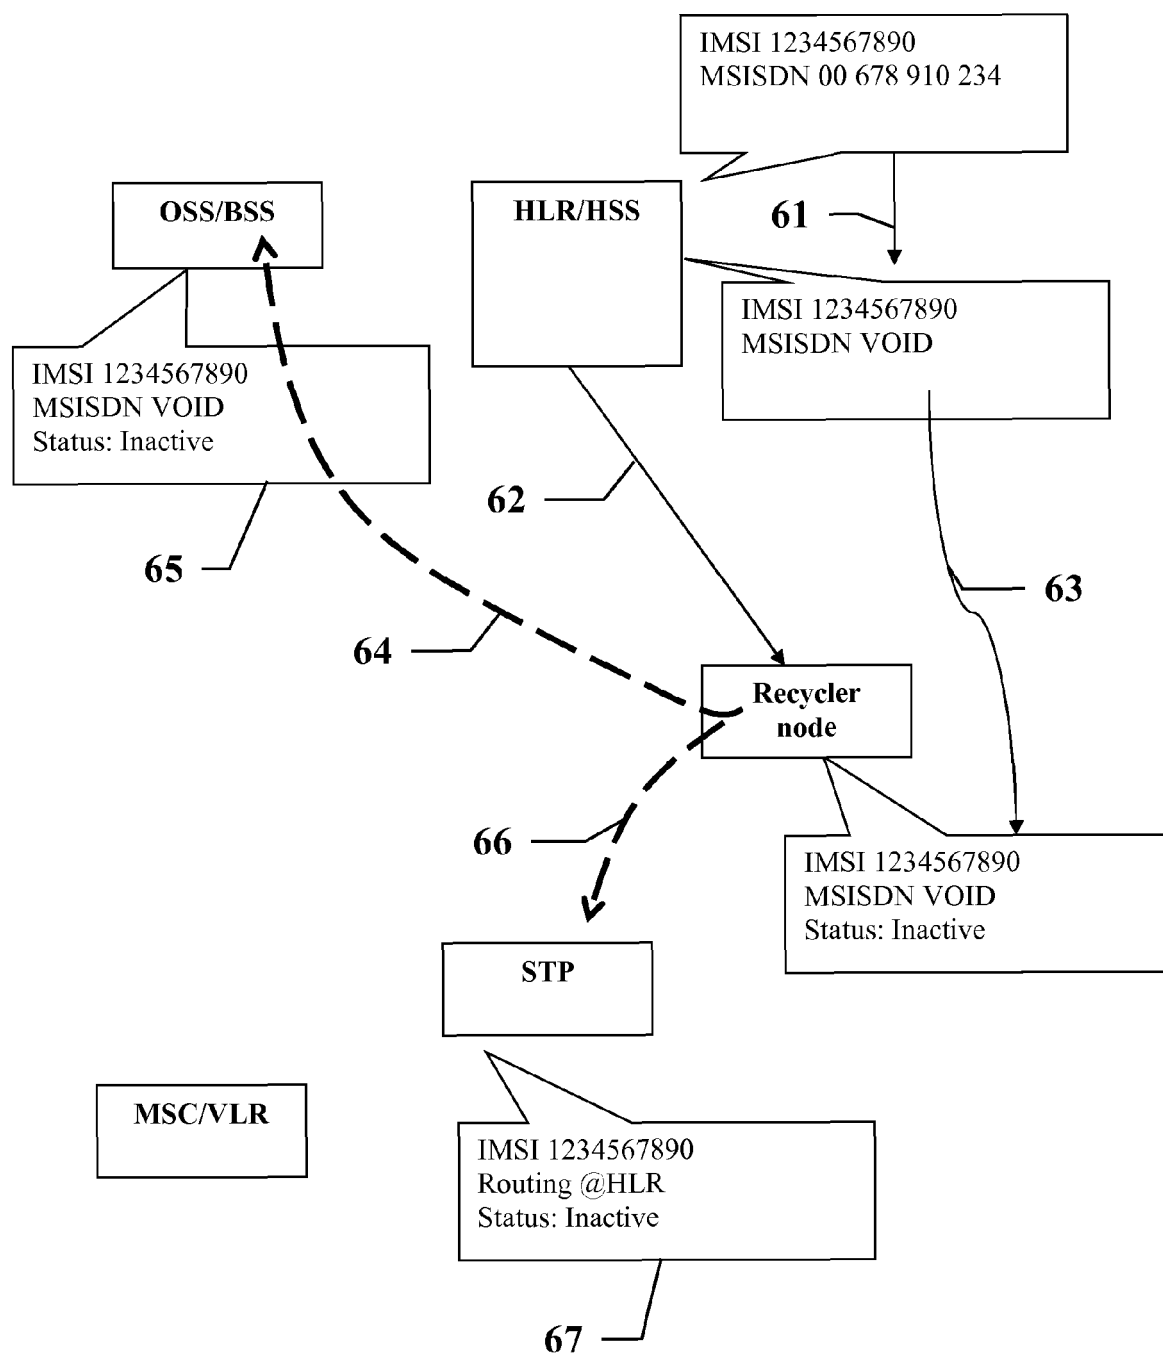 IMSI 1234567890
MSISDN 00 678 910 234
OSS/BSS
HLR/HSS
61
IMSI 1234567890
MSISDN VOID
IMSI 1234567890
MSISDN VOID
Status: Inactive
62
65
63
64
Recycler
node
66
IMSI 1234567890
MSISDN VOID
Status: Inactive
STP
MSC/VLR
IMSI 1234567890
Routing @HLR
Status: Inactive
67